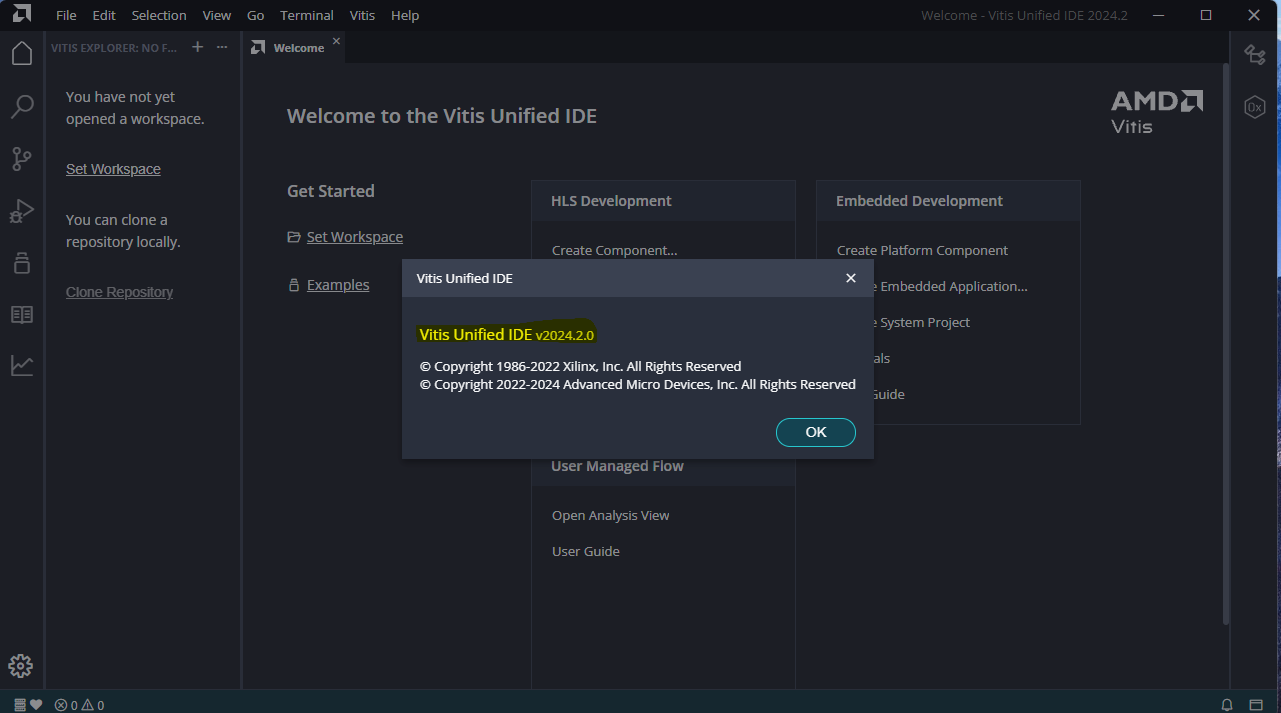 File Edit Selection View Go Terminal Vitis Help
Welcome - Vitis Unified IDE 2024.2
VITIS EXPLORER: NO F...
Welcome
You have not yet
opened a workspace.
Set Workspace
You can clone a
repository locally.
Clone Repository
Welcome to the Vitis Unified IDE
AMD
Vitis
Get Started
Set Workspace
Examples
HLS Development
Create Component...
Embedded Development
Create Platform Component
e Embedded Application...
e System Project
als
Guide
Vitis Unified IDE
Vitis Unified IDE v2024.2.0
© Copyright 1986-2022 Xilinx, Inc. All Rights Reserved
© Copyright 2022-2024 Advanced Micro Devices, Inc. All Rights Reserved
OK
User Managed Flow
Open Analysis View
User Guide
0x
0 0